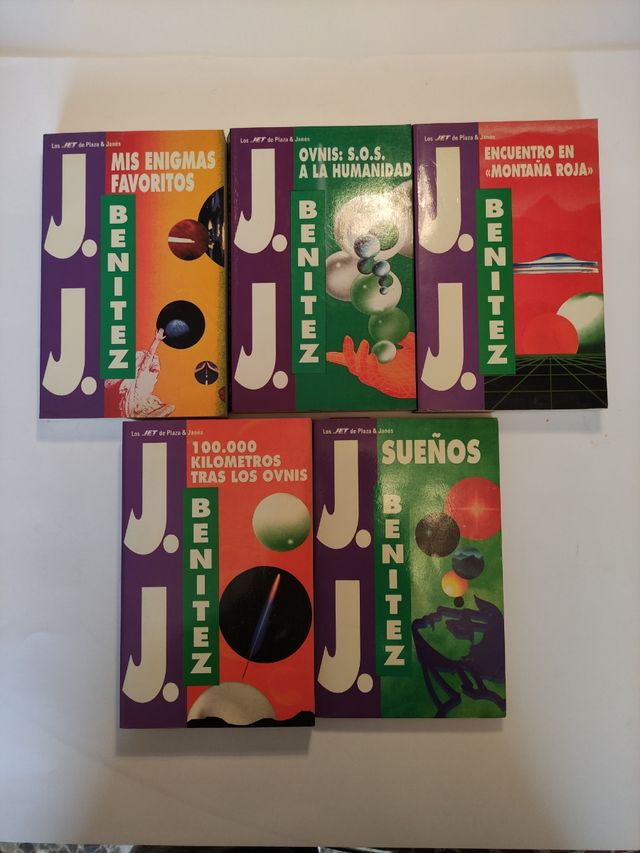 Los JET de Plaza & Janés
J. J.
BENITEZ
MIS ENIGMAS
FAVORITOS
Los JET de Plaza & Janés
J. J.
BENITEZ
OVNIS: S.O.S.
A LA HUMANIDAD
Los JET de Plaza & Janés
J. J.
BENITEZ
ENCUENTRO EN
«MONTAÑA ROJA»
Los JET de Plaza & Janés
J. J.
BENITEZ
100.000
KILOMETROS
TRAS LOS OVNIS
Los JET de Plaza & Janés
J. J.
BENITEZ
SUEÑOS